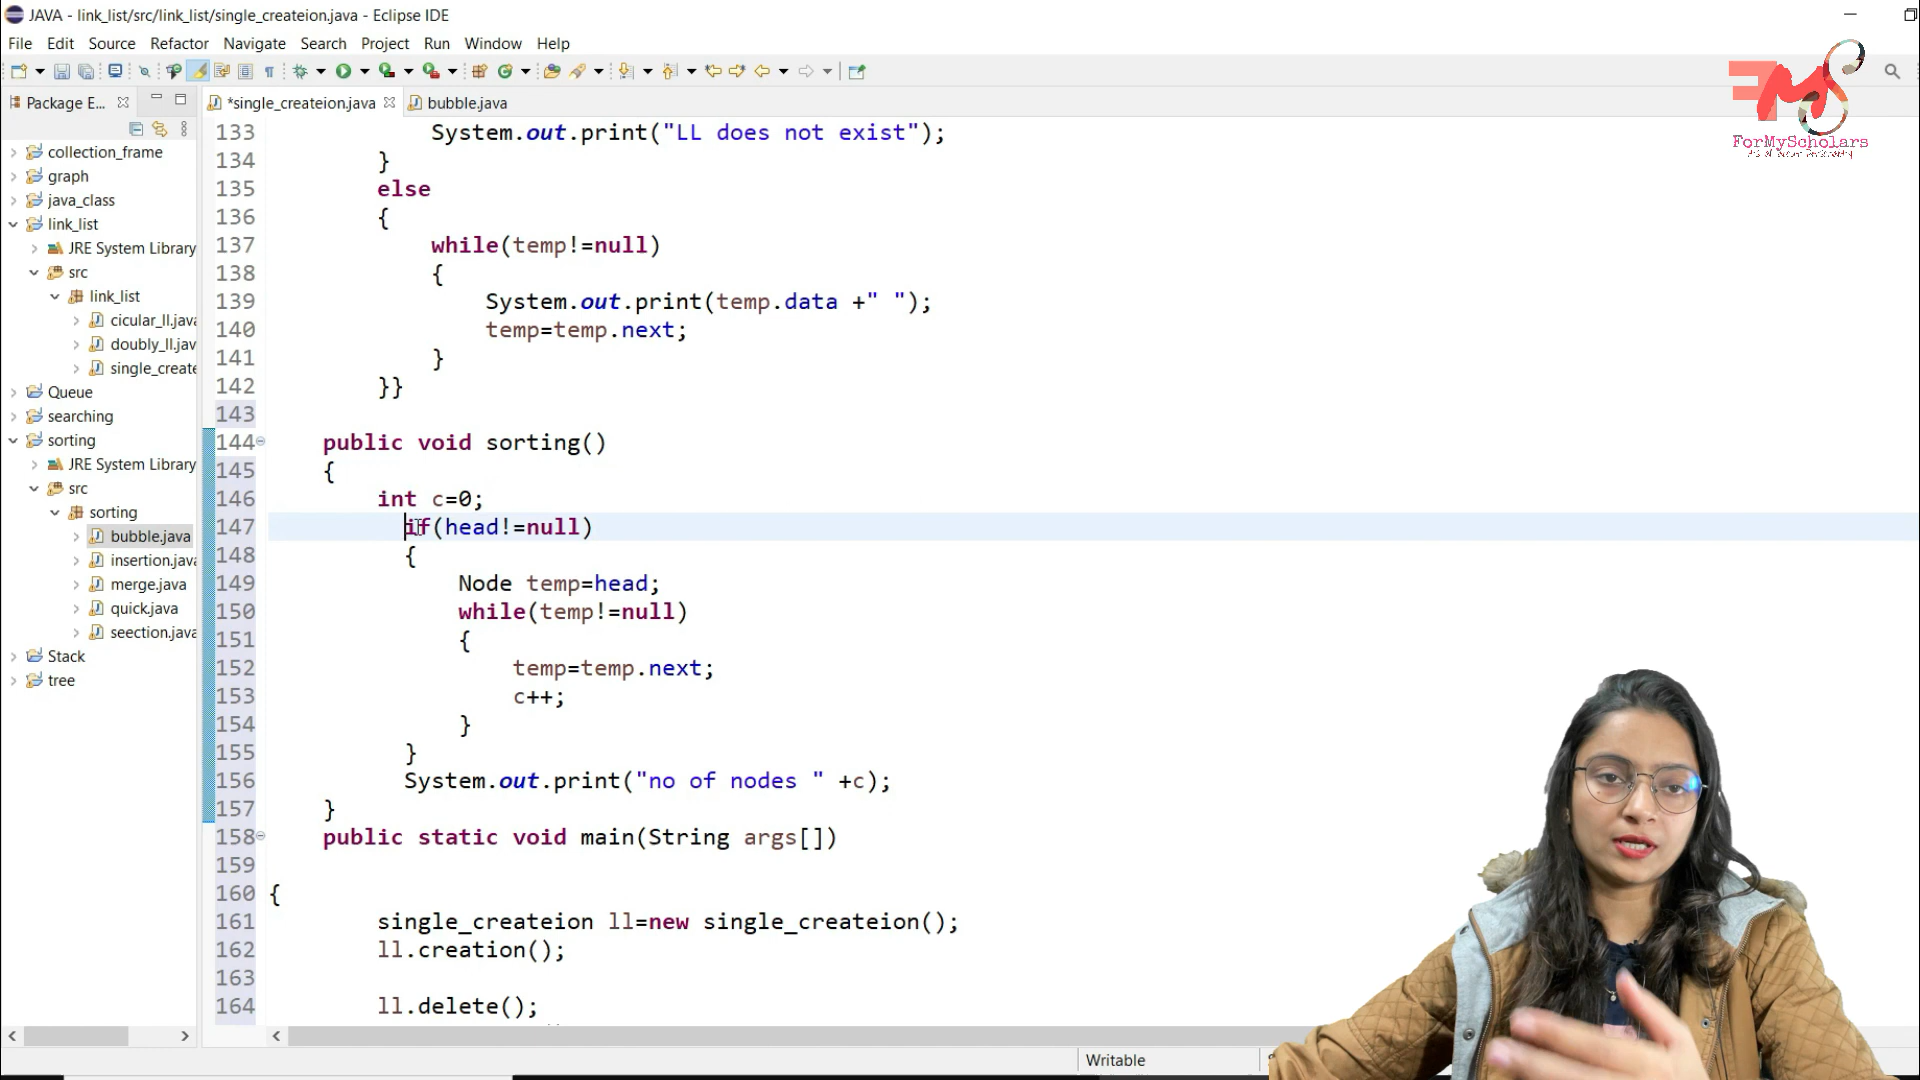 JAVA - link_list/src/link_list/single_createion.java - Eclipse IDE
File Edit Source Refactor Navigate Search Project Run Window Help
Package E...
*single_createion.java
bubble.java
FMS
ForMyScholars
collection_frame
graph
java_class
link_list
JRE System Library
src
link_list
cicular_ll.java
doubly_ll.jav
single_create
Queue
searching
sorting
JRE System Library
src
sorting
bubble.java
insertion.java
merge.java
quick.java
seection.java
Stack
tree
133 System.out.print("LL does not exist");
134 }
135 else
136 {
137 while(temp!=null)
138 {
139 System.out.print(temp.data +" ");
140 temp=temp.next;
141 }
142 }}
143
144 public void sorting()
145 {
146 int c=0;
147 if(head!=null)
148 {
149 Node temp=head;
150 while(temp!=null)
151 {
152 temp=temp.next;
153 c++;
154 }
155 }
156 System.out.print("no of nodes " +c);
157 }
158 public static void main(String args[])
159
160 {
161 single_createion ll=new single_createion();
162 ll.creation();
163
164 ll.delete();
Writable